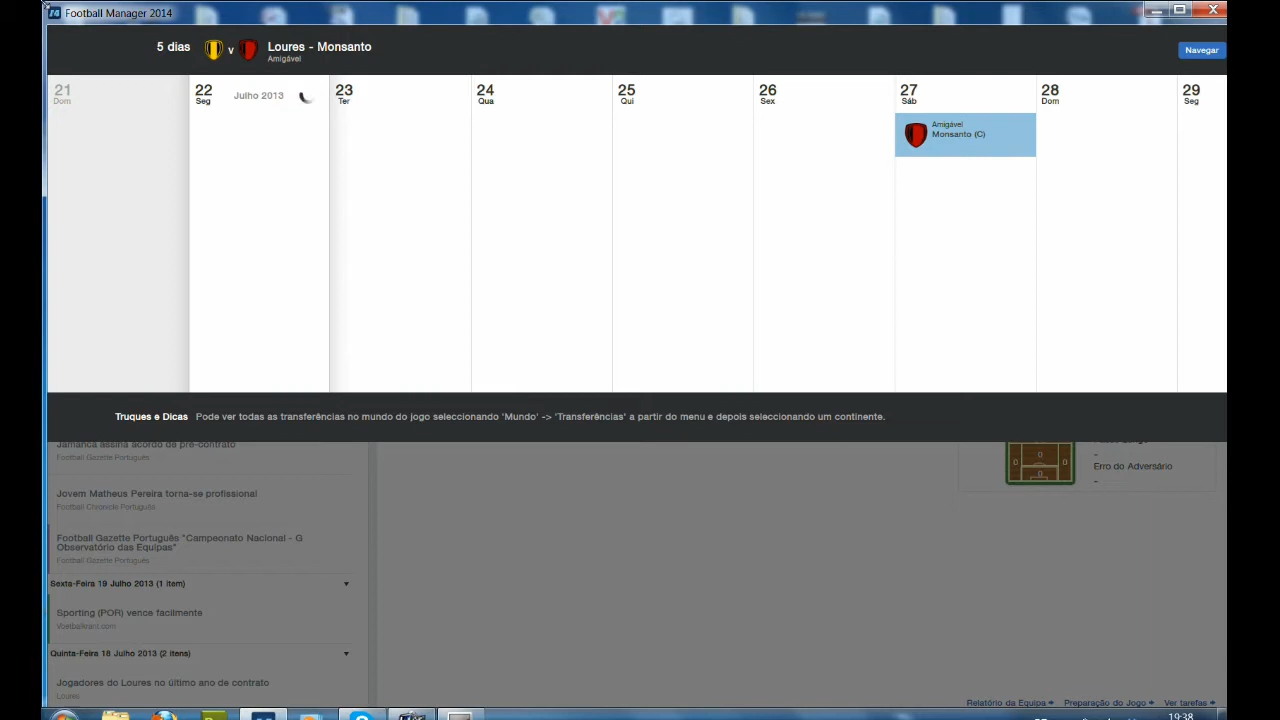 Football Manager 2014
5 dias
v
Loures - Monsanto
Amigável
Navegar
21
Dom
22
Seg
Julho 2013
23
Ter
24
Qua
25
Qui
26
Sex
27
Sáb
28
Dom
29
Seg
Amigável
Monsanto (C)
Truques e Dicas Pode ver todas as transferências no mundo do jogo seleccionando 'Mundo' -> 'Transferências' a partir do menu e depois seleccionando um continente.
Jamanca assina acordo de pré-contrato
Football Gazette Português
Jovem Matheus Pereira torna-se profissional
Football Chronicle Português
Football Gazette Português "Campeonato Nacional - G
Observatório das Equipas"
Football Gazette Português
Sexta-Feira 19 Julho 2013 (1 item)
Sporting (POR) vence facilmente
Voetbalkrant.com
Quinta-Feira 18 Julho 2013 (2 itens)
Jogadores do Loures no último ano de contrato
Loures
0
0
0
0
-
Erro do Adversário
-
Relatório da Equipa
Preparação do Jogo
Ver tarefas
19:38